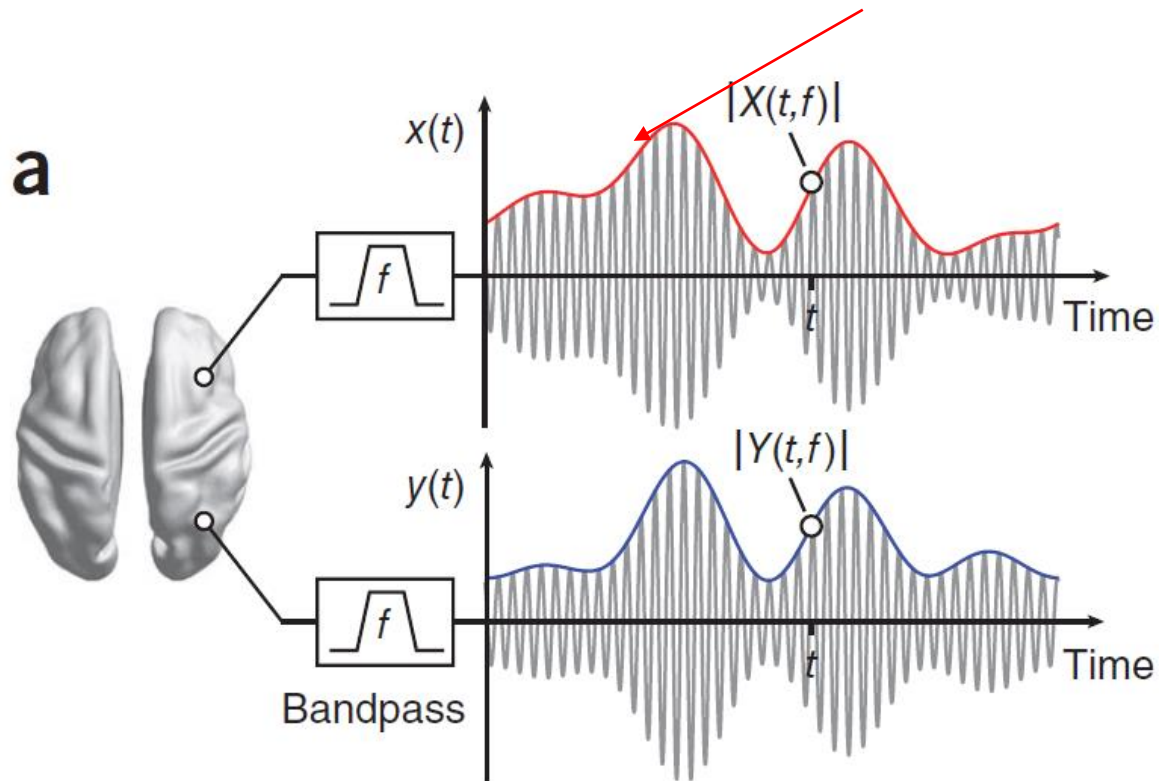 a
x(t)
|X(t,f)|
f
t
Time
y(t)
|Y(t,f)|
f
t
Time
Bandpass